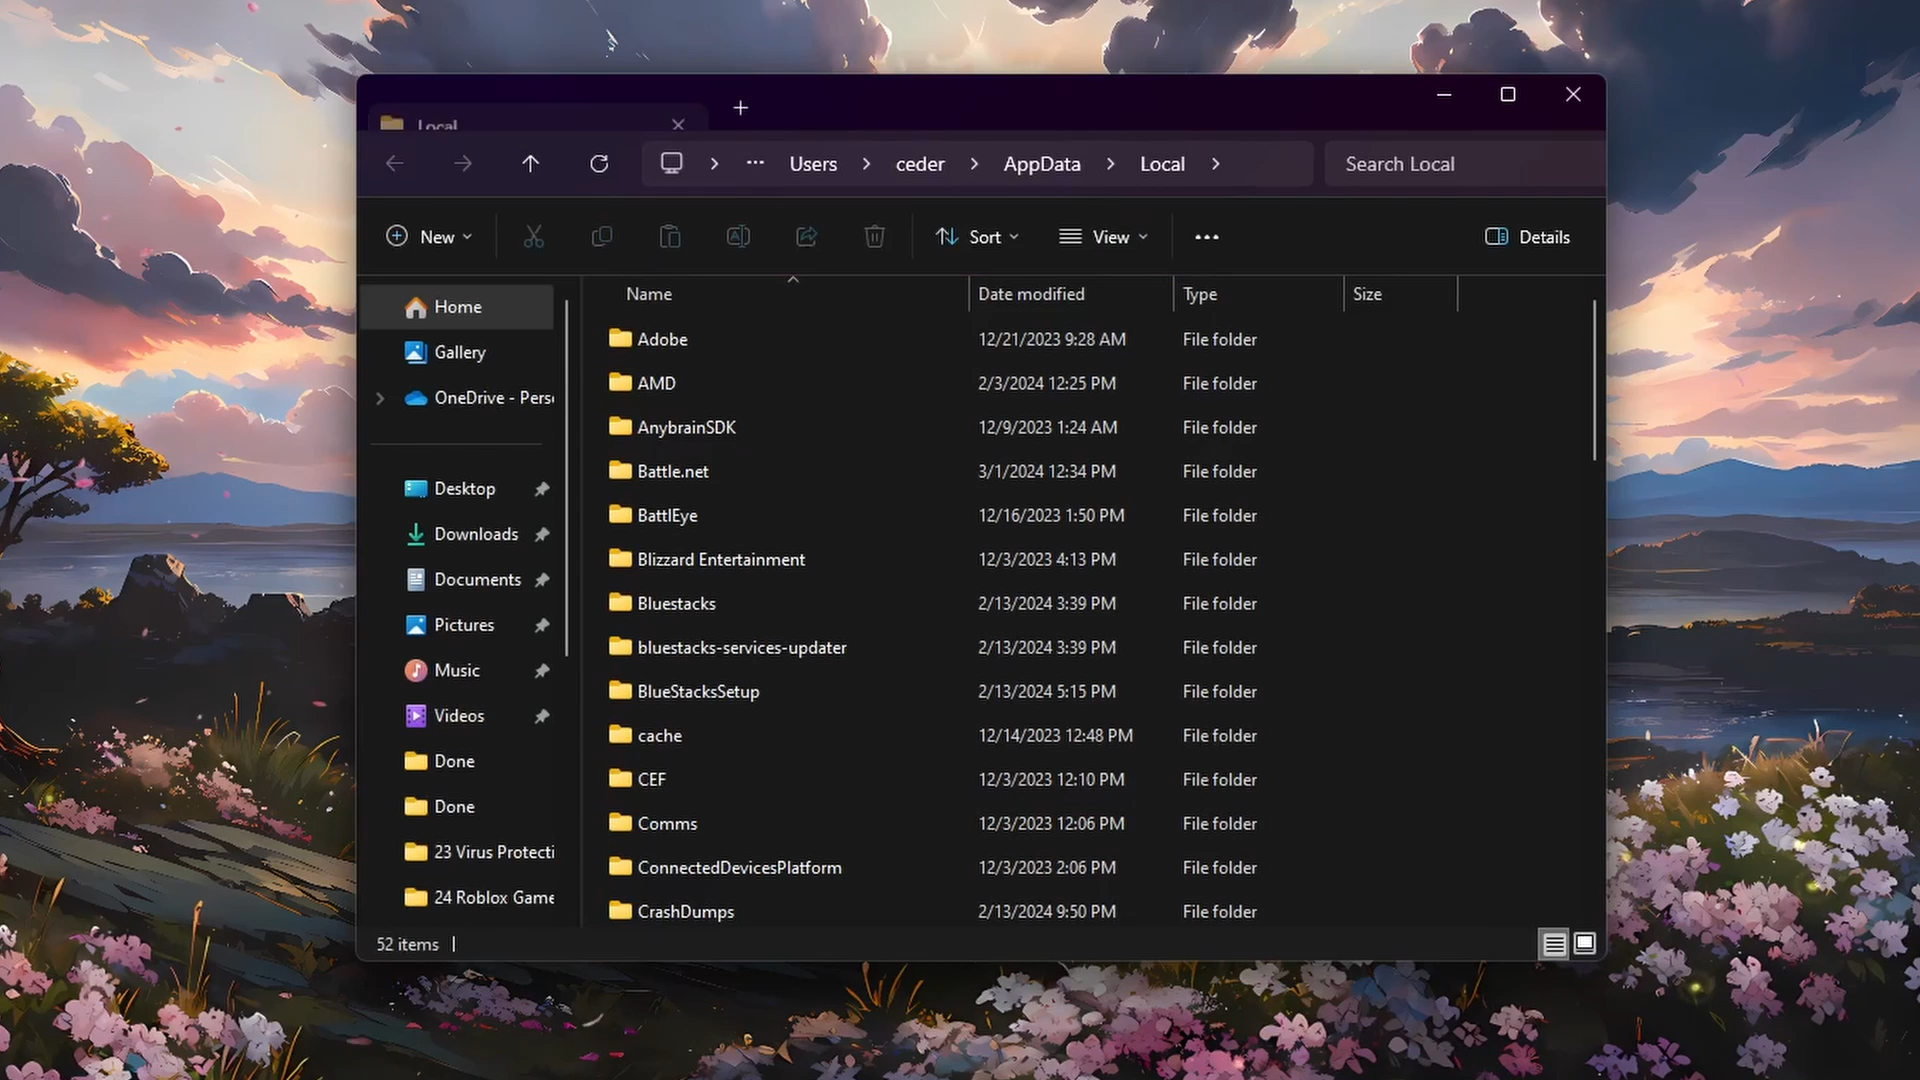 Local
Users ceder AppData Local
Search Local
New
Sort
View
Details
Name Date modified Type Size
Home
Gallery
OneDrive - Pers
Desktop
Downloads
Documents
Pictures
Music
Videos
Done
Done
23 Virus Protecti
24 Roblox Game
Adobe 12/21/2023 9:28 AM File folder
AMD 2/3/2024 12:25 PM File folder
AnybrainSDK 12/9/2023 1:24 AM File folder
Battle.net 3/1/2024 12:34 PM File folder
BattlEye 12/16/2023 1:50 PM File folder
Blizzard Entertainment 12/3/2023 4:13 PM File folder
Bluestacks 2/13/2024 3:39 PM File folder
bluestacks-services-updater 2/13/2024 3:39 PM File folder
BlueStacksSetup 2/13/2024 5:15 PM File folder
cache 12/14/2023 12:48 PM File folder
CEF 12/3/2023 12:10 PM File folder
Comms 12/3/2023 12:06 PM File folder
ConnectedDevicesPlatform 12/3/2023 2:06 PM File folder
CrashDumps 2/13/2024 9:50 PM File folder
52 items